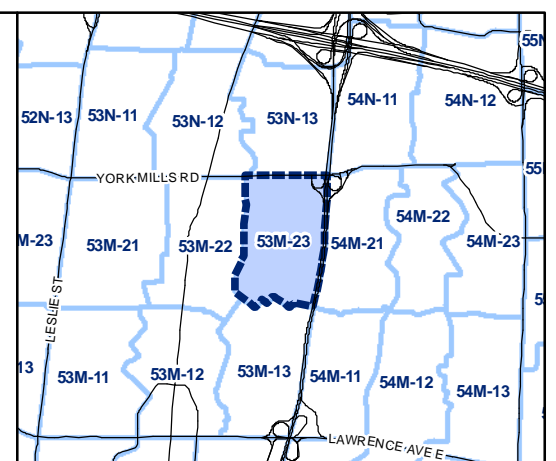 55N
54N-11
54N-12
52N-13
53N-11
53N-12
53N-13
55
YORK MILLS RD
54M-22
M-23
53M-21
53M-22
53M-23
54M-21
54M-23
5
LESLIE ST
13
53M-11
53M-12
53M-13
54M-11
54M-12
54M-13
LAWRENCE AVE E